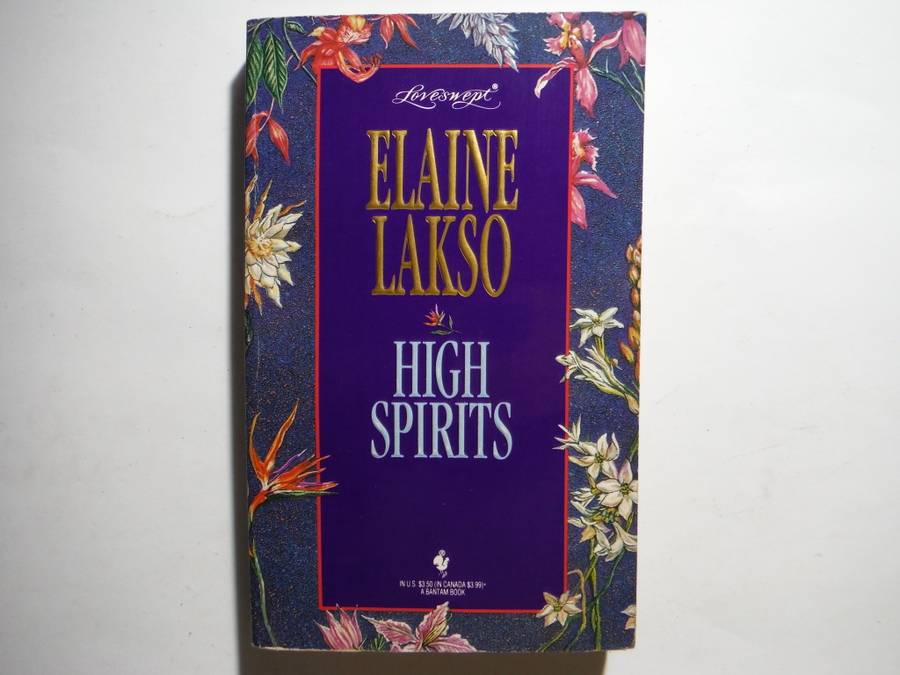 Loveswept®
ELAINE
LAKSO
HIGH
SPIRITS
IN U.S. $3.50 (IN CANADA $3.99)*
A BANTAM BOOK